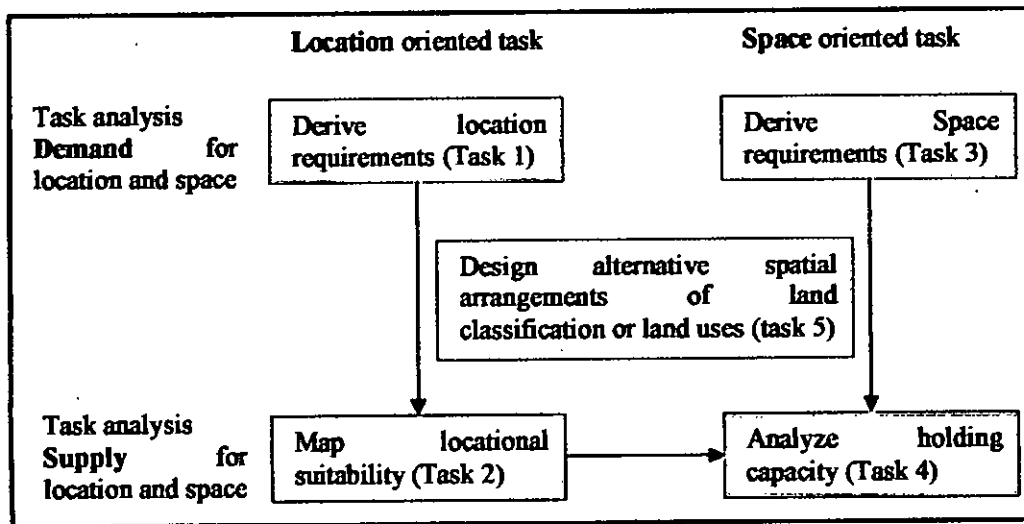 Location oriented task
Space oriented task
Task analysis
Demand for
location and space
Derive location
requirements (Task 1)
Derive Space
requirements (Task 3)
Design alternative spatial
arrangements of land
classification or land uses (task 5)
Task analysis
Supply for
location and space
Map locational
suitability (Task 2)
Analyze holding
capacity (Task 4)